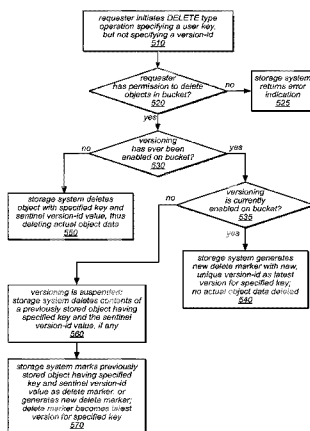 requester initiates DELETE type
operation specifying a user key,
but not specifying a version-id
510
requester
has permission to delete
objects in bucket?
520
no
storage system
returns error
indication
525
yes
no
versioning
has ever been
enabled on bucket?
530
yes
storage system deletes
object with specified key and
sentinel version-id value, thus
deleting actual object data
550
no
versioning
is currently
enabled on bucket?
535
yes
storage system generates
new delete marker with new,
unique version-id as latest
version for specified key;
no actual object data deleted
540
versioning is suspended:
storage system deletes contents of
a previously stored object having
specified key and the sentinel
version-id value, if any
560
storage system marks previously
stored object having specified
key and sentinel version-id
value as delete marker, or
generates new delete marker;
delete marker becomes latest
version for specified key
570